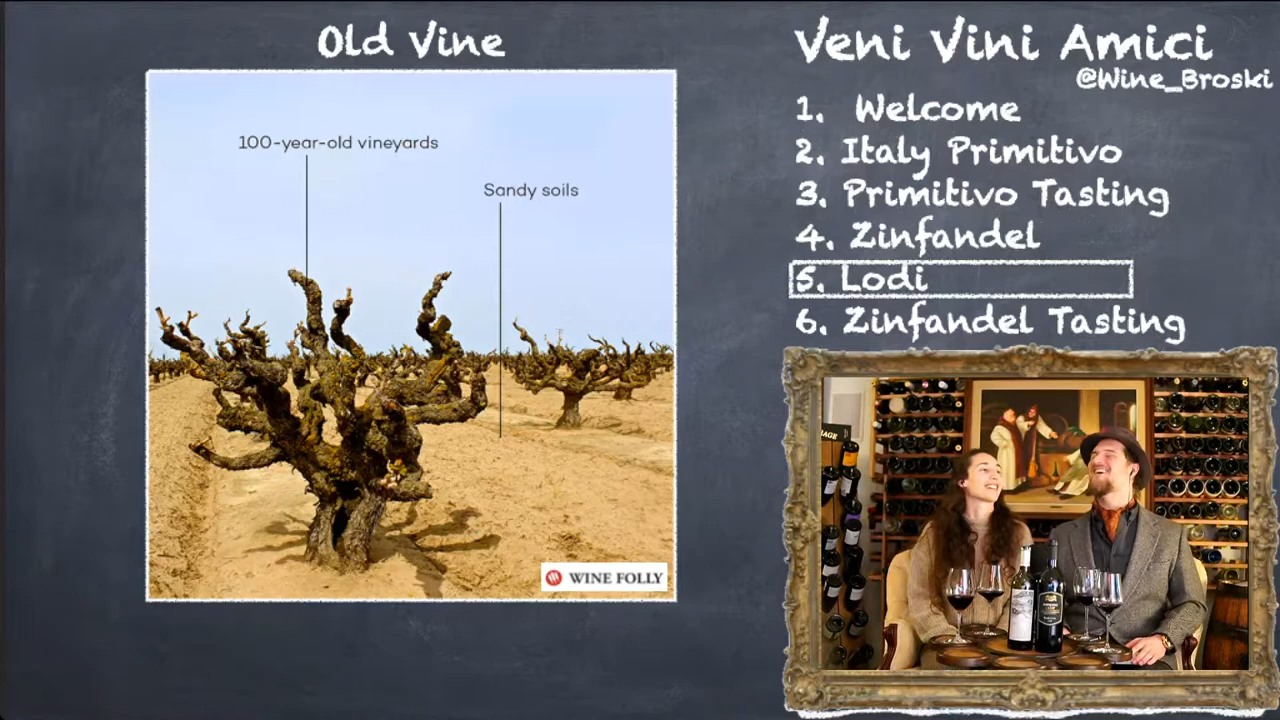 Old Vine
100-year-old vineyards
Sandy soils
WINE FOLLY
Veni Vini Amici
@Wine_Broski
1. Welcome
2. Italy Primitivo
3. Primitivo Tasting
4. Zinfandel
5. Lodi
6. Zinfandel Tasting